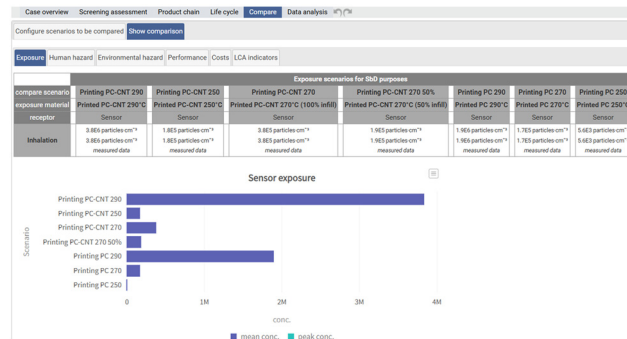 Case overview Screening assessment Product chain Life cycle Compare Data analysis
Configure scenarios to be compared Show comparison
Exposure Human hazard Environmental hazard Performance Costs LCA indicators
Exposure scenarios for SbD purposes
compare scenario Printing PC-CNT 290 Printing PC-CNT 250 Printing PC-CNT 270 Printing PC-CNT 270 50% Printing PC 290 Printing PC 270 Printing PC 250
exposure material Printed PC-CNT 290°C Printed PC-CNT 250°C Printed PC-CNT 270°C (100% infill) Printed PC-CNT 270°C (50% infill) Printed PC 290°C Printed PC 270°C Printed PC 250°
receptor Sensor Sensor Sensor Sensor Sensor Sensor Sensor
Inhalation
3.8E6 particles·cm⁻³ 1.8E5 particles·cm⁻³ 3.8E5 particles·cm⁻³ 1.9E5 particles·cm⁻³ 1.9E6 particles·cm⁻³ 1.7E5 particles·cm⁻³ 5.6E3 particles·cm⁻³
3.8E6 particles·cm⁻³ 1.8E5 particles·cm⁻³ 3.8E5 particles·cm⁻³ 1.9E5 particles·cm⁻³ 1.9E6 particles·cm⁻³ 1.7E5 particles·cm⁻³ 5.6E3 particles·cm⁻³
measured data measured data measured data measured data measured data measured data measured data
Sensor exposure
Scenario
Printing PC-CNT 290
Printing PC-CNT 250
Printing PC-CNT 270
Printing PC-CNT 270 50%
Printing PC 290
Printing PC 270
Printing PC 250
0 1M 2M 3M 4M
conc.
mean conc. peak conc.